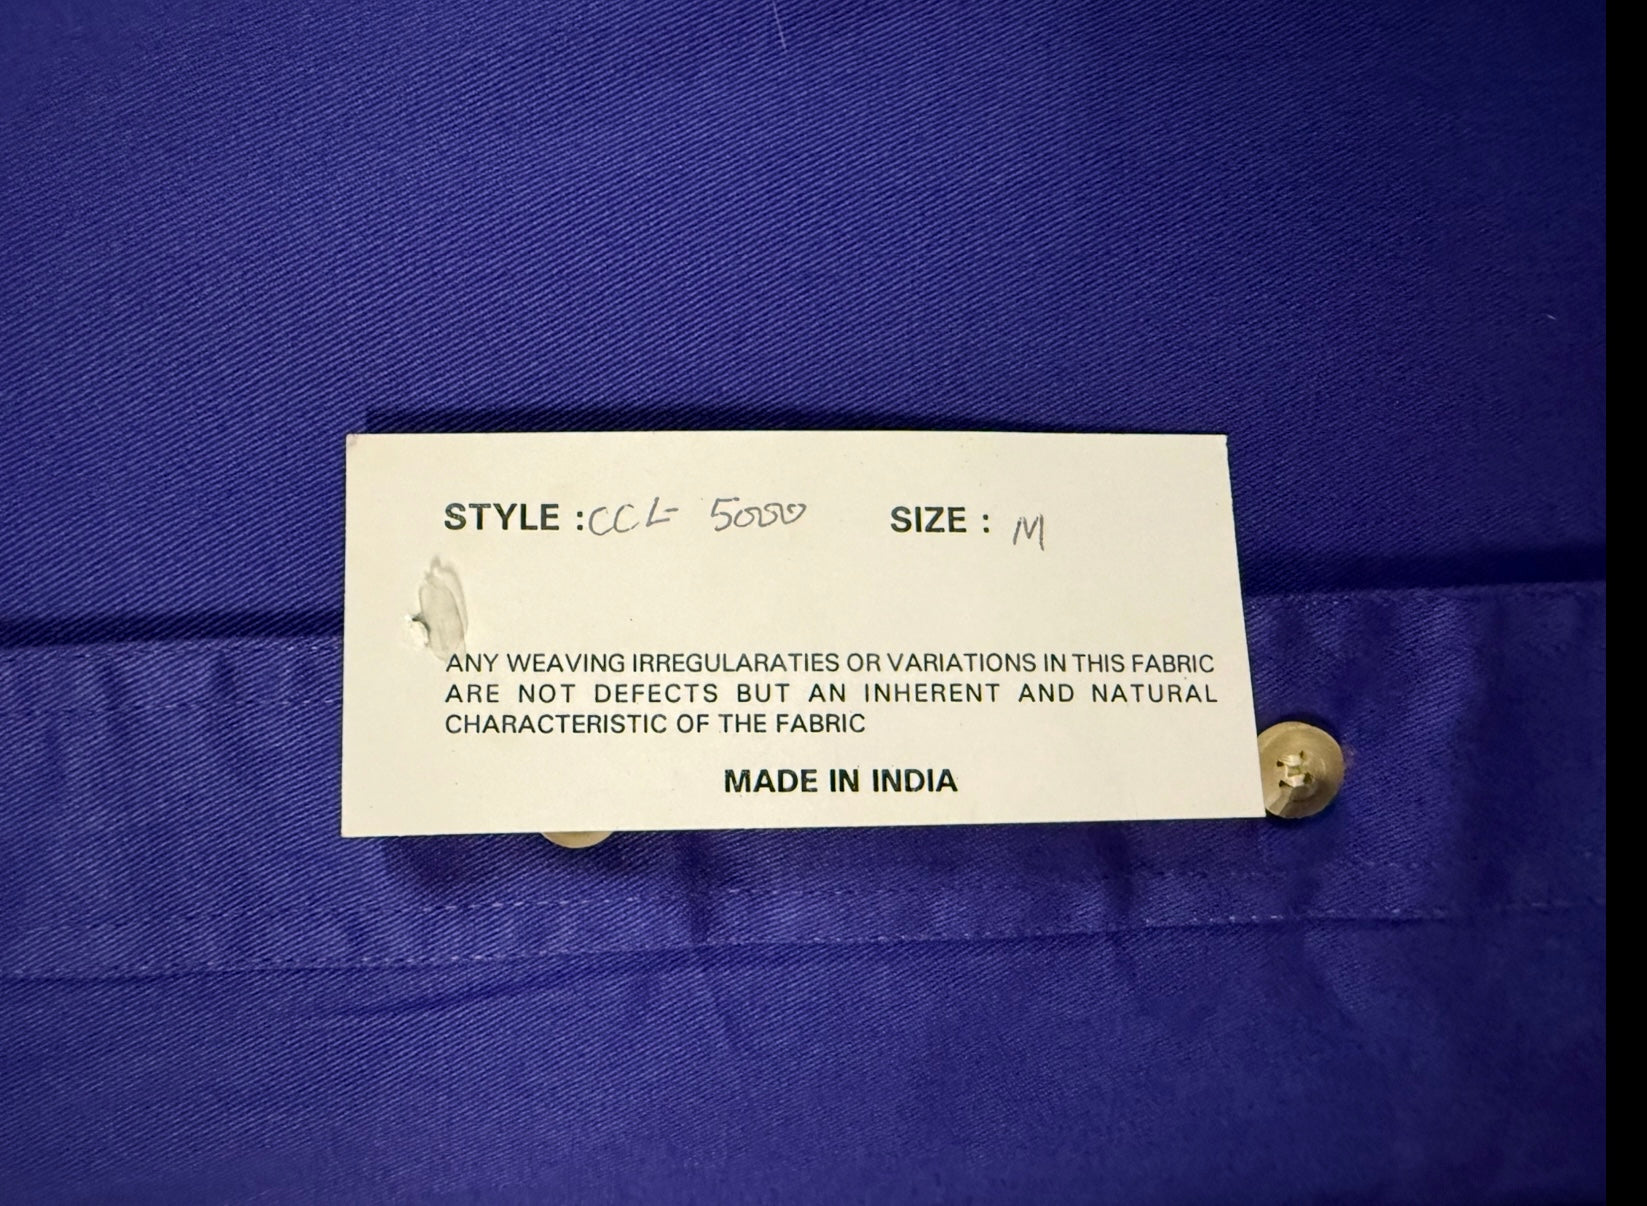 STYLE : CCL 5000 SIZE : M
ANY WEAVING IRREGULARATIES OR VARIATIONS IN THIS FABRIC
ARE NOT DEFECTS BUT AN INHERENT AND NATURAL
CHARACTERISTIC OF THE FABRIC
MADE IN INDIA